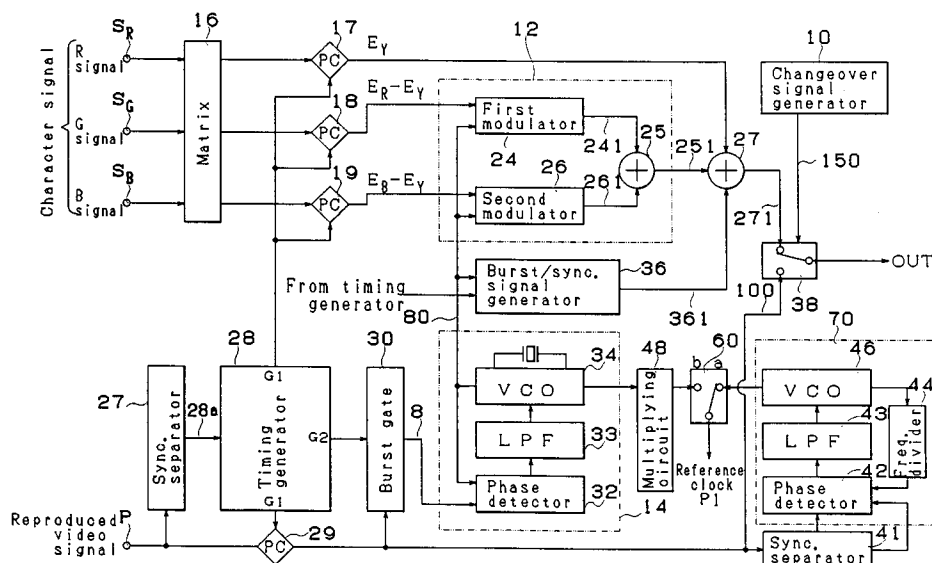 Character signal
R signal
S_R
G signal
S_G
B signal
S_B
16
Matrix
17
PC
E_Y
18
PC
E_R-E_Y
19
PC
E_B-E_Y
12
First modulator
24
241
25
26
Second modulator
261
251
27
10
Changeover signal generator
150
271
OUT
38
100
From timing generator
Burst/sync. signal generator
36
361
80
27
Sync. separator
28a
28
G1
Timing generator
G2
G1
30
Burst gate
8
34
VCO
LPF
33
Phase detector
32
14
48
Multiplying circuit
60
b a
Reference clock P1
70
46
VCO
44
Freq. divider
43
LPF
42
Phase detector
Sync. separator
41
Reproduced video signal
P
PC
29